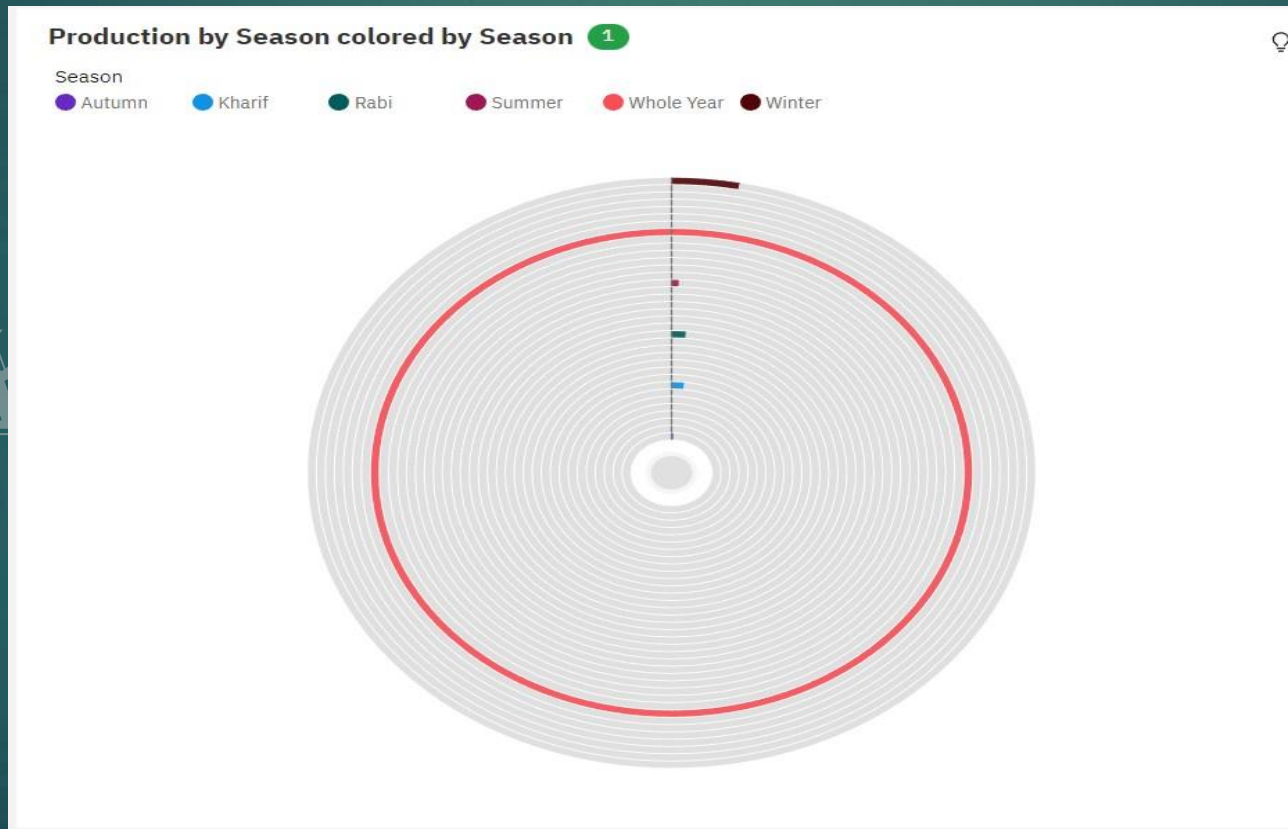 Production by Season colored by Season 1
Season
Autumn Kharif Rabi Summer Whole Year Winter